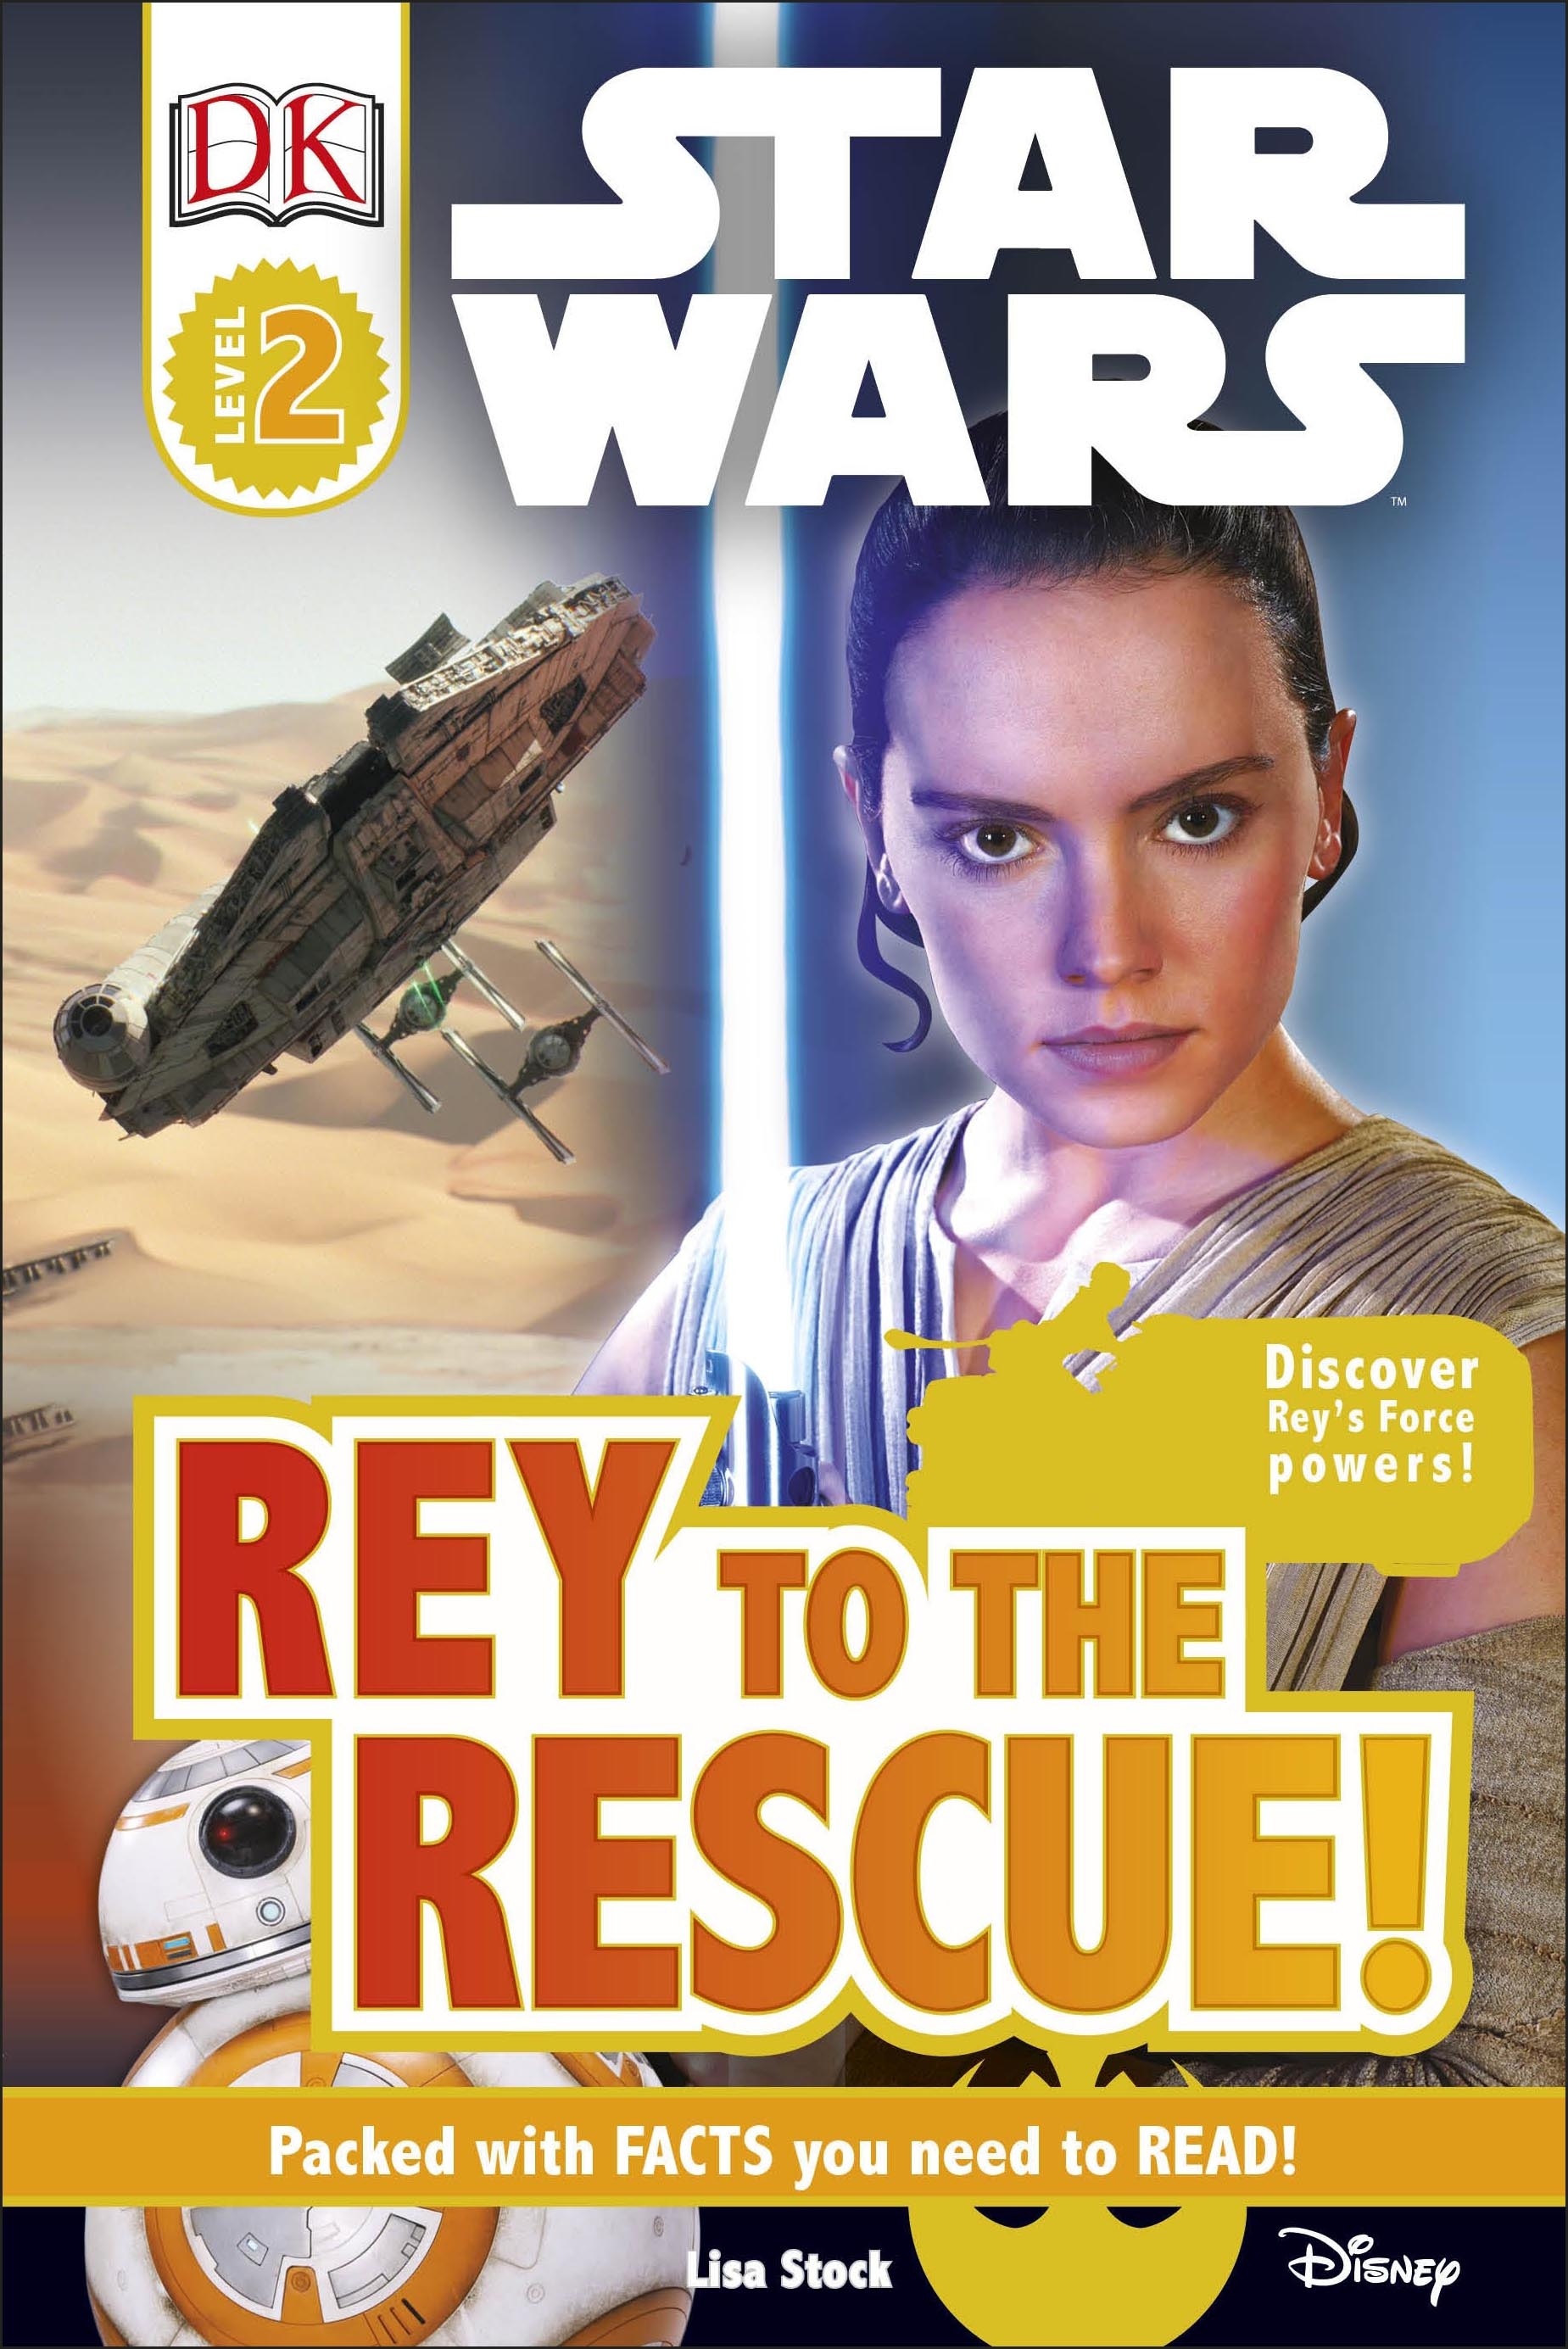 DK
LEVEL 2
STAR
WARS
TM
Discover
Rey's Force
powers!
REY TO THE
RESCUE!
Packed with FACTS you need to READ!
Lisa Stock
Disney